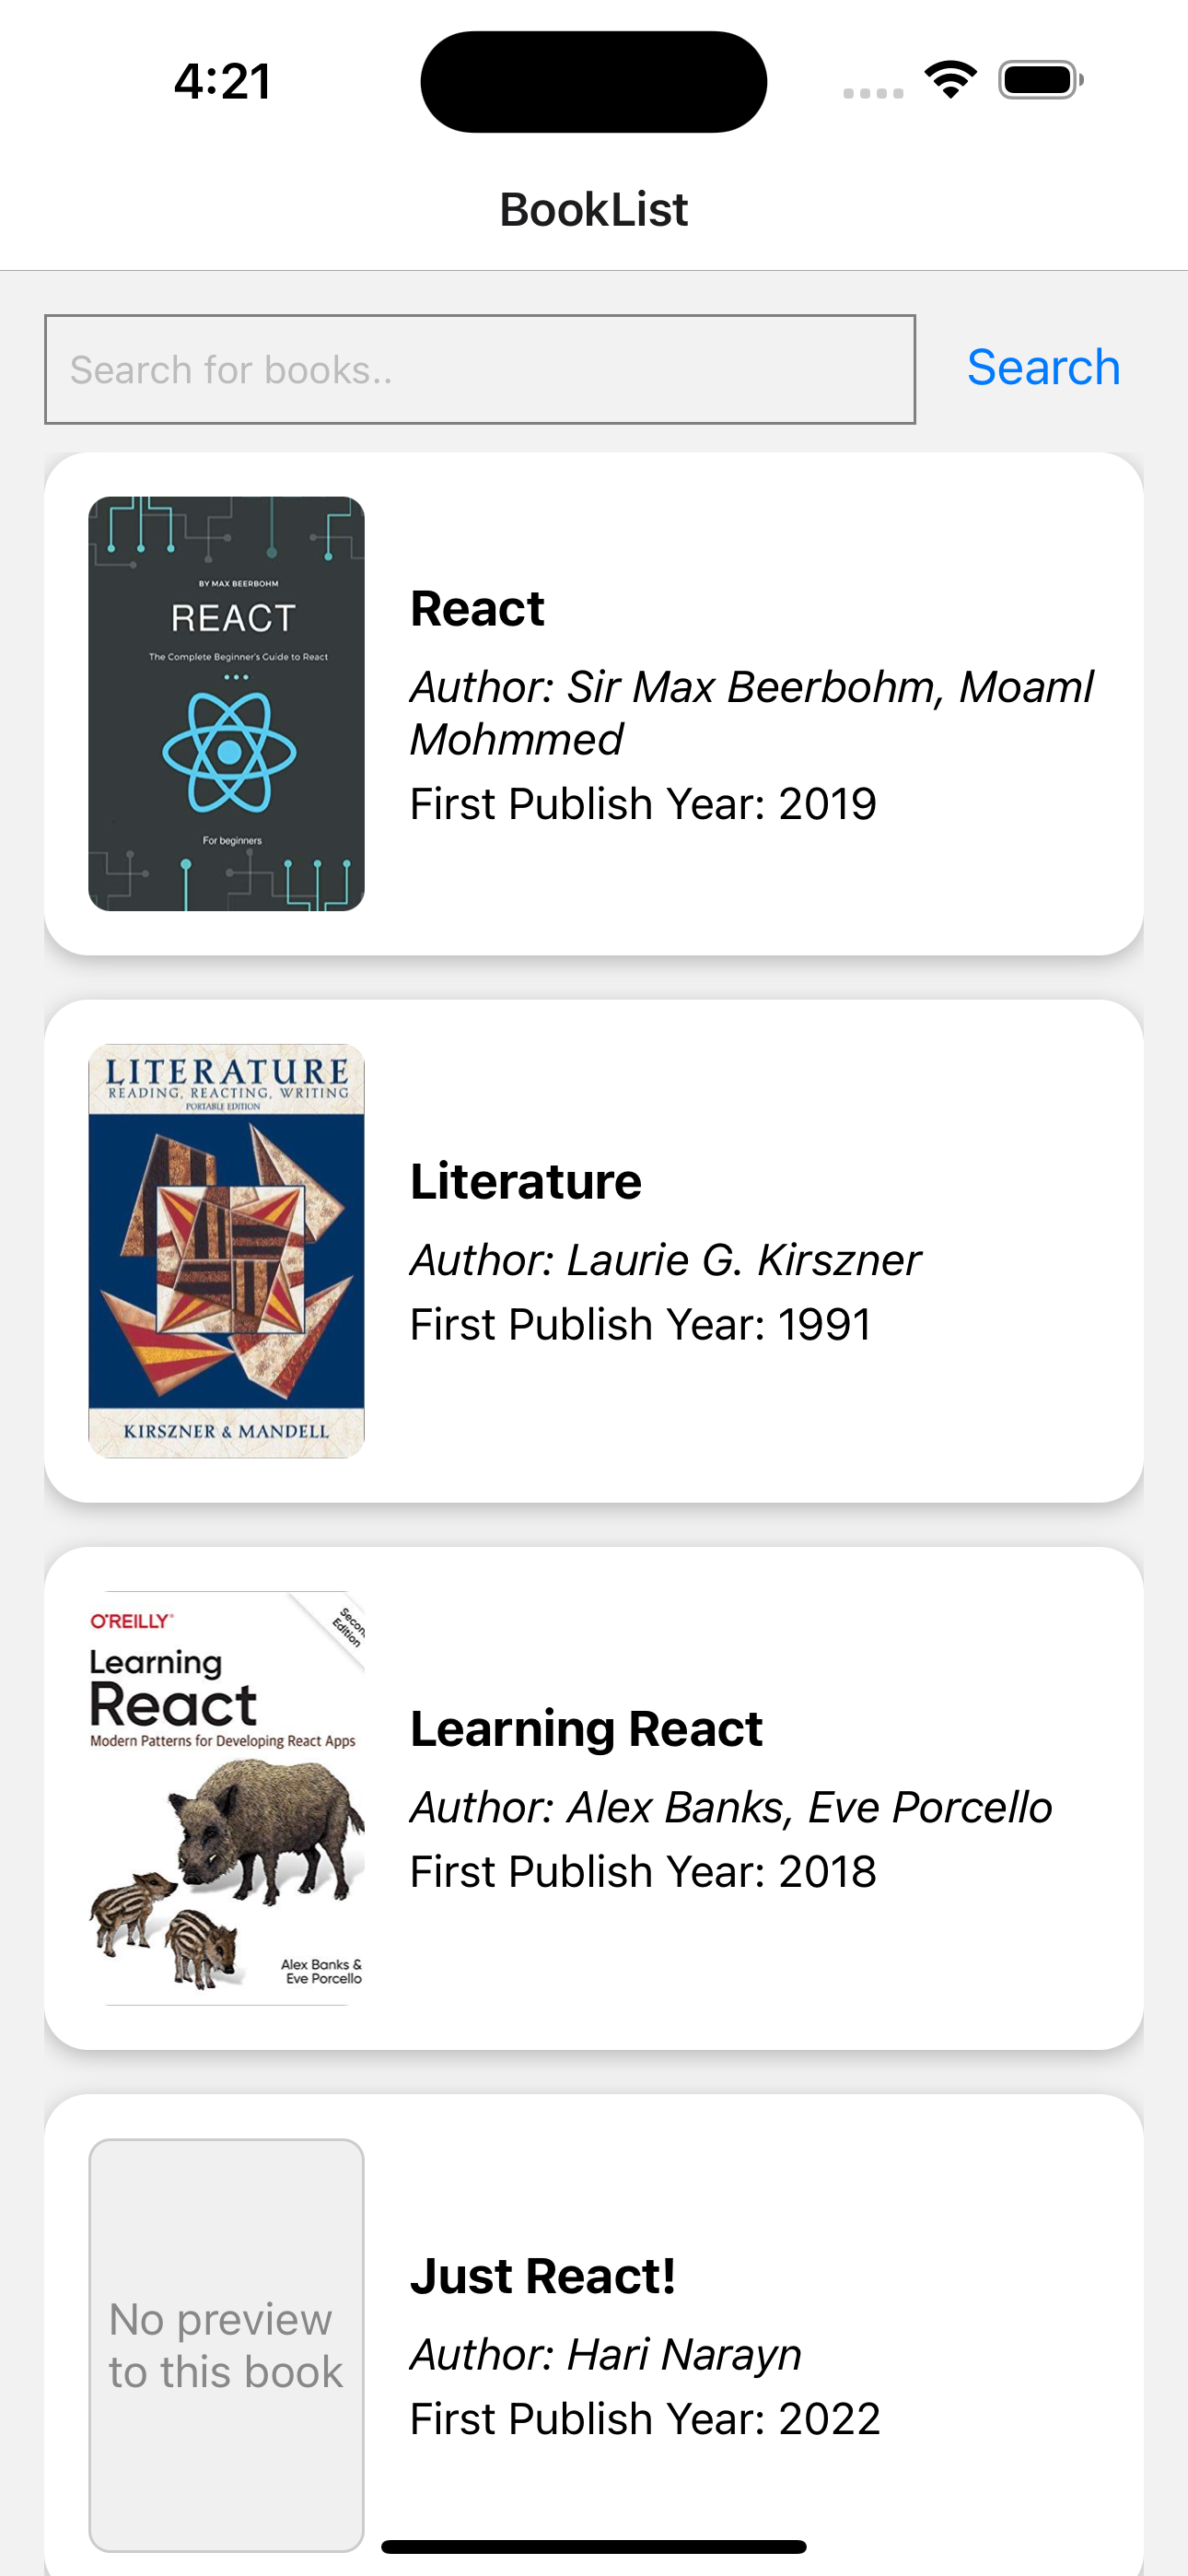 4:21
BookList
Search for books..
Search
BY MAX BEERBOHM
REACT
The Complete Beginner's Guide to React
For beginners
React
Author: Sir Max Beerbohm, Moaml
Mohmmed
First Publish Year: 2019
LITERATURE
READING, REACTING, WRITING
PORTABLE EDITION
KIRSZNER & MANDELL
Literature
Author: Laurie G. Kirszner
First Publish Year: 1991
O'REILLY
Secon
Edition
Learning
React
Modern Patterns for Developing React Apps
Alex Banks &
Eve Porcello
Learning React
Author: Alex Banks, Eve Porcello
First Publish Year: 2018
No preview
to this book
Just React!
Author: Hari Narayn
First Publish Year: 2022